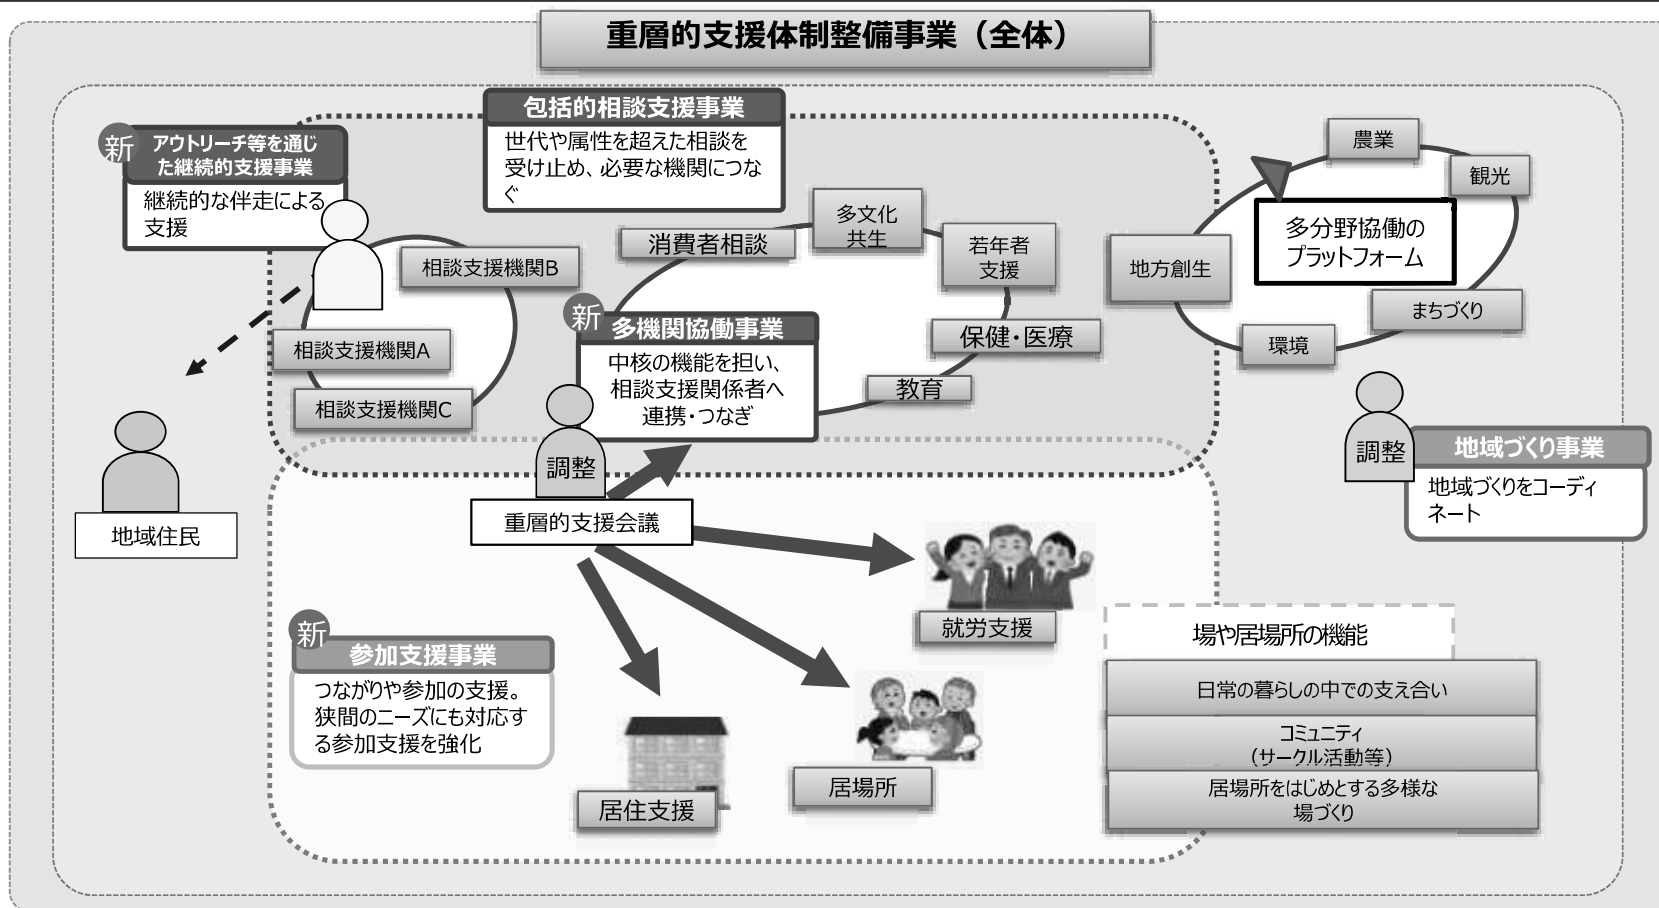 重層的支援体制整備事業（全体）
包括的相談支援事業
世代や属性を超えた相談を
受け止め、必要な機関につな
ぐ
新
アウトリーチ等を通じ
た継続的支援事業
継続的な伴走による
支援
相談支援機関B
相談支援機関A
相談支援機関C
消費者相談
多文化
共生
若年者
支援
保健・医療
教育
新
多機関協働事業
中核の機能を担い、
相談支援関係者へ
連携・つなぎ
調整
重層的支援会議
農業
観光
多分野協働の
プラットフォーム
地方創生
まちづくり
環境
調整
地域づくり事業
地域づくりをコーディ
ネート
地域住民
新
参加支援事業
つながりや参加の支援。
狭間のニーズにも対応す
る参加支援を強化
就労支援
居場所
居住支援
場や居場所の機能
日常の暮らしの中での支え合い
コミュニティ
（サークル活動等）
居場所をはじめとする多様な
場づくり